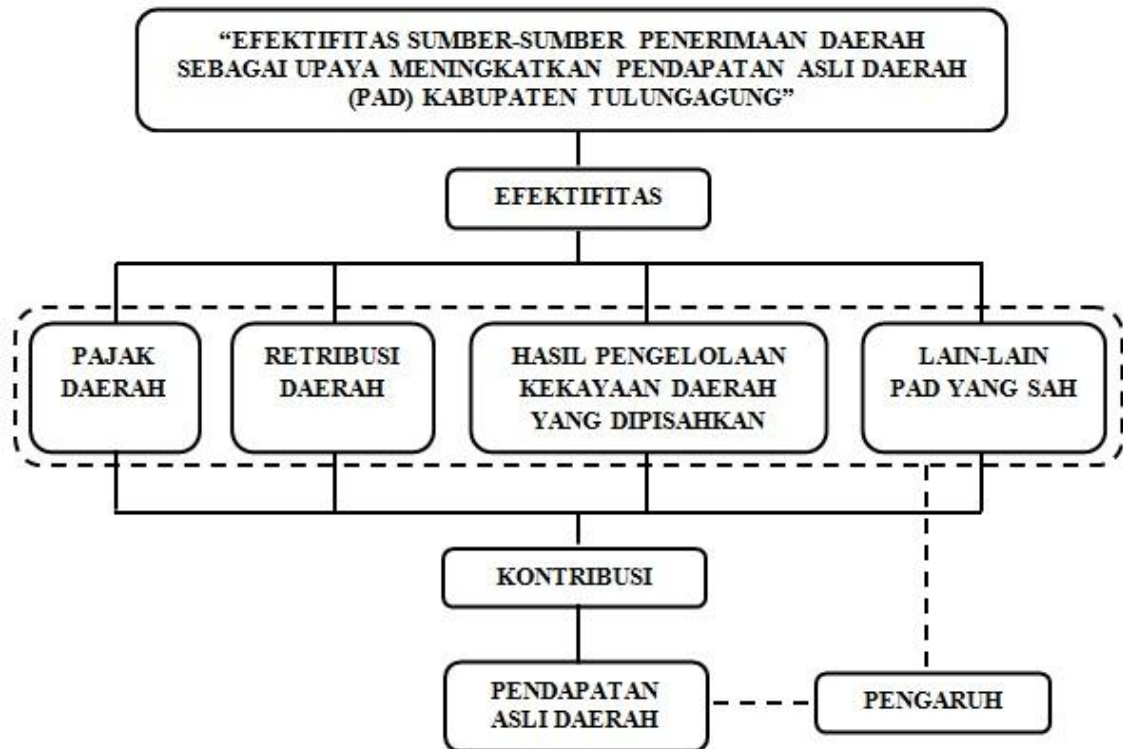 “EFEKTIFITAS SUMBER-SUMBER PENERIMAAN DAERAH
SEBAGAI UPAYA MENINGKATKAN PENDAPATAN ASLI DAERAH
(PAD) KABUPATEN TULUNGAGUNG”
EFEKTIFITAS
PAJAK
DAERAH
RETRIBUSI
DAERAH
HASIL PENGELOLAAN
KEKAYAAN DAERAH
YANG DIPISAHKAN
LAIN-LAIN
PAD YANG SAH
KONTRIBUSI
PENDAPATAN
ASLI DAERAH
PENGARUH